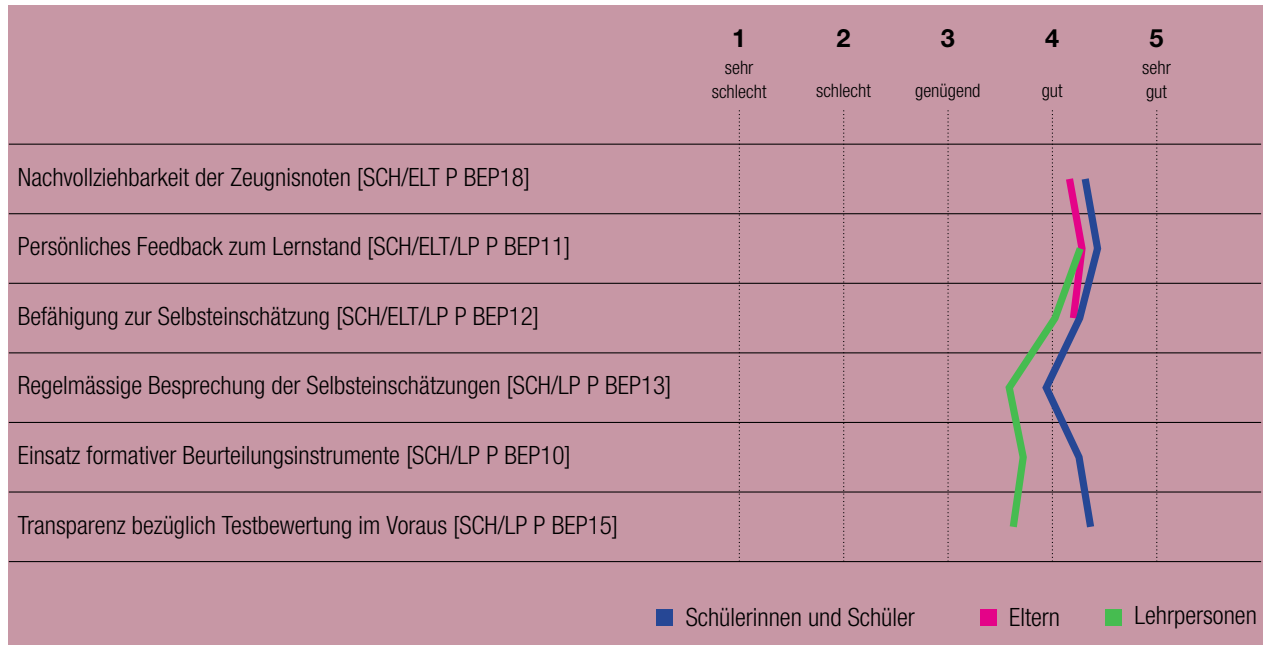 1 2 3 4 5
sehr schlecht schlecht genügend gut sehr gut
Nachvollziehbarkeit der Zeugnisnoten [SCH/ELT P BEP18]
Persönliches Feedback zum Lernstand [SCH/ELT/LP P BEP11]
Befähigung zur Selbsteinschätzung [SCH/ELT/LP P BEP12]
Regelmässige Besprechung der Selbsteinschätzungen [SCH/LP P BEP13]
Einsatz formativer Beurteilungsinstrumente [SCH/LP P BEP10]
Transparenz bezüglich Testbewertung im Voraus [SCH/LP P BEP15]
Schülerinnen und Schüler Eltern Lehrpersonen